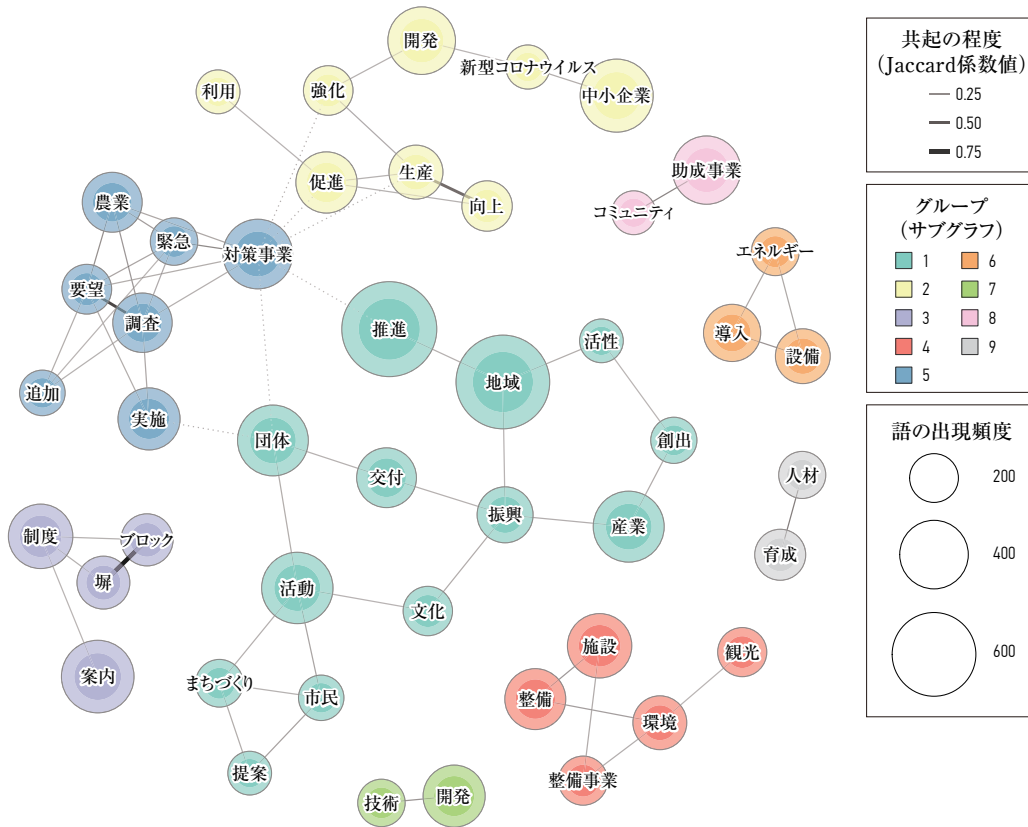 開発
新型コロナウイルス
中小企業
利用
強化
促進
生産
向上
助成事業
コミュニティ
農業
緊急
対策事業
要望
調査
追加
実施
エネルギー
導入
設備
推進
地域
活性
創出
団体
交付
振興
産業
人材
育成
制度
ブロック
塀
案内
活動
文化
まちづくり
市民
提案
施設
観光
整備
環境
整備事業
技術
開発
共起の程度
(Jaccard係数値)
0.25
0.50
0.75
グループ
(サブグラフ)
1
2
3
4
5
6
7
8
9
語の出現頻度
200
400
600